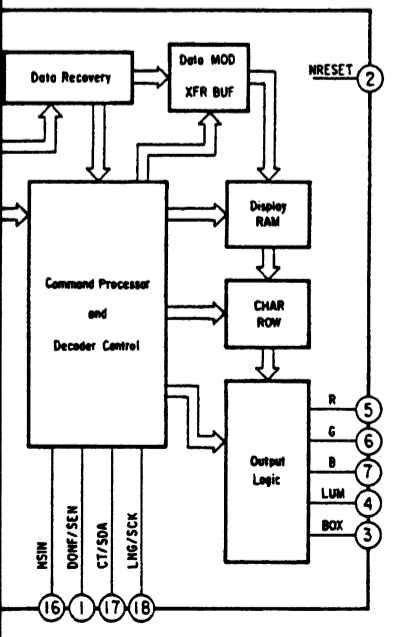 Data Recovery
Data MOD
XFR BUF
NRESET
2
Display
RAM
Command Processor
and
Decoder Control
CHAR
ROW
Output
Logic
R
5
G
6
B
7
LUM
4
BOX
3
NSIN
DONF/SEN
CT/SDA
LNG/SCK
16
1
17
18